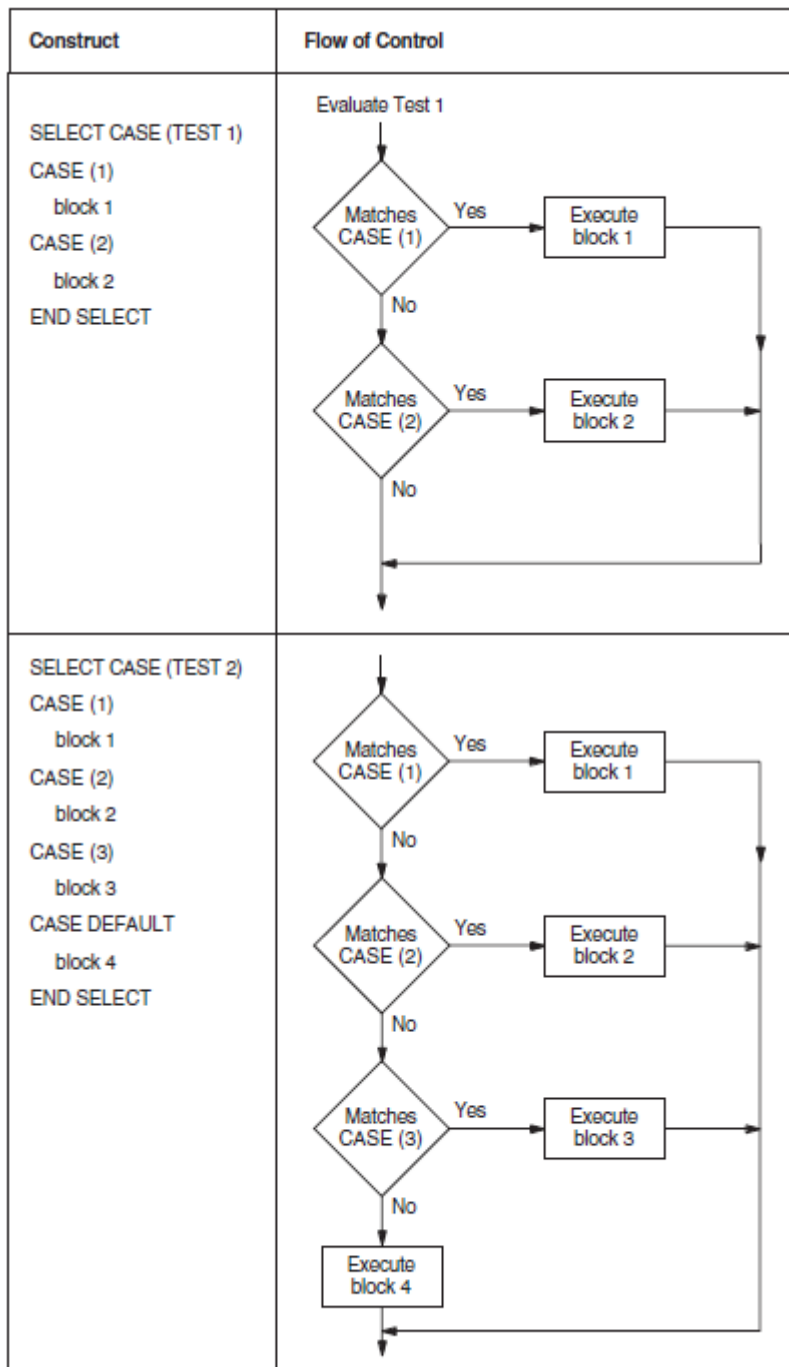 Construct
Flow of Control
SELECT CASE (TEST 1)
CASE (1)
block 1
CASE (2)
block 2
END SELECT
Evaluate Test 1
Matches
CASE (1)
Yes
Execute
block 1
No
Matches
CASE (2)
Yes
Execute
block 2
No
SELECT CASE (TEST 2)
CASE (1)
block 1
CASE (2)
block 2
CASE (3)
block 3
CASE DEFAULT
block 4
END SELECT
Matches
CASE (1)
Yes
Execute
block 1
No
Matches
CASE (2)
Yes
Execute
block 2
No
Matches
CASE (3)
Yes
Execute
block 3
No
Execute
block 4